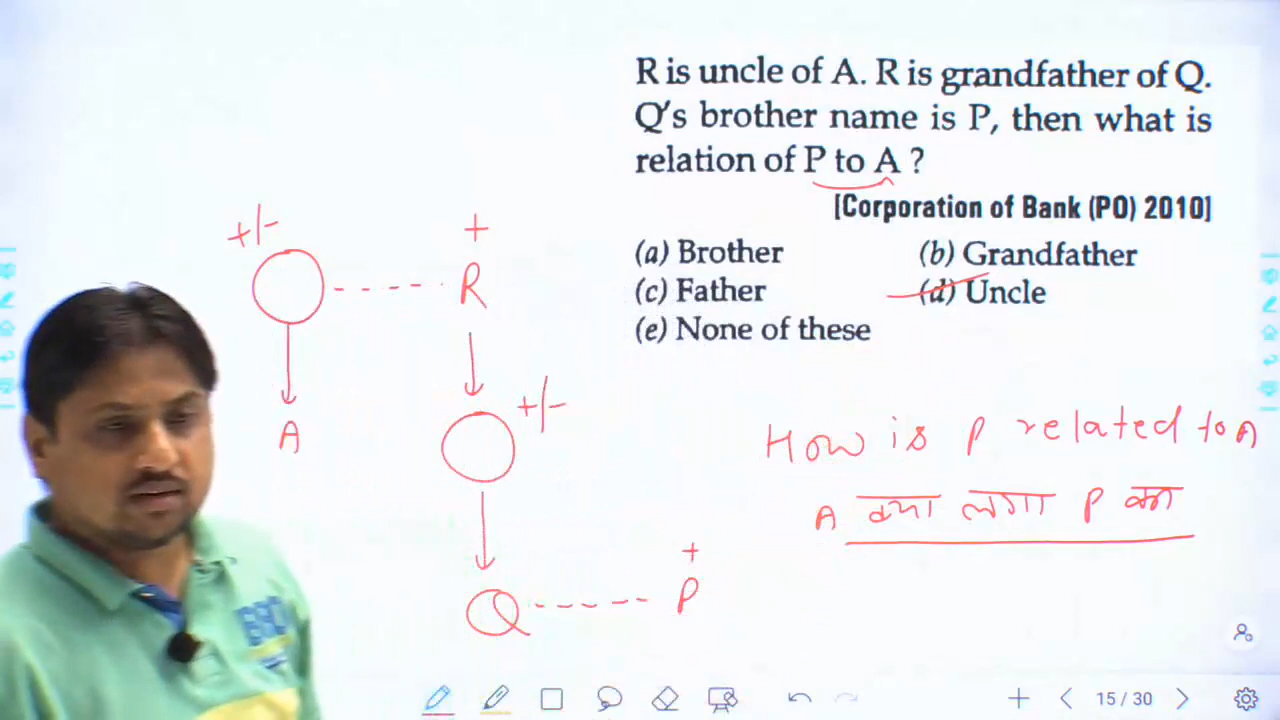 R is uncle of A. R is grandfather of Q.
Q's brother name is P, then what is
relation of P to A ?
[Corporation of Bank (PO) 2010]
(a) Brother (b) Grandfather
(c) Father (d) Uncle
(e) None of these
+/- +
R
A
+/-
Q + P
How is P related to A
A क्या लगा P का
15 / 30